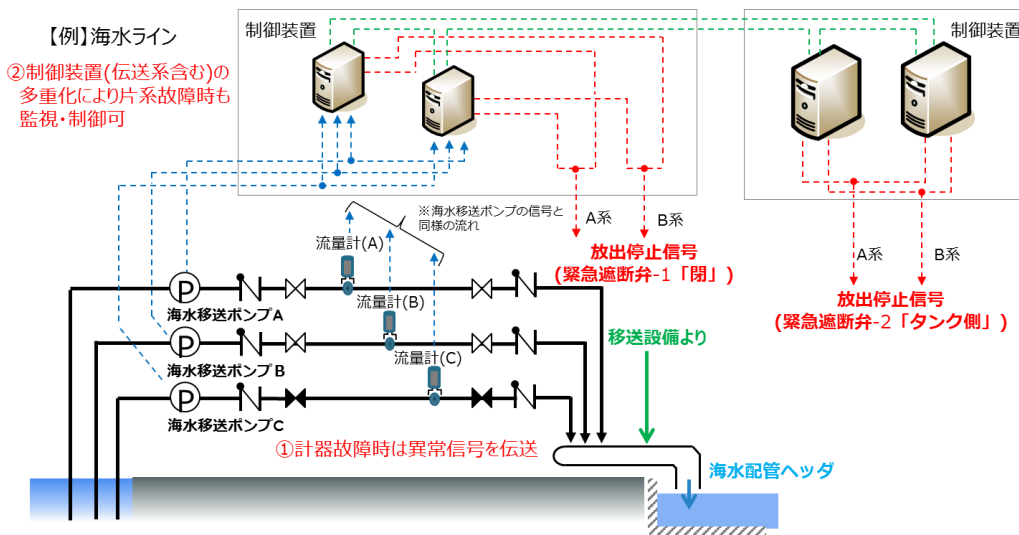 【例】海水ライン
②制御装置(伝送系含む)の
多重化により片系故障時も
監視・制御可
制御装置
制御装置
※海水移送ポンプの信号と
同様の流れ
A系
B系
放出停止信号
(緊急遮断弁-1「閉」)
A系
B系
放出停止信号
(緊急遮断弁-2「タンク側」)
流量計(A)
P
海水移送ポンプA
流量計(B)
P
海水移送ポンプB
流量計(C)
P
海水移送ポンプC
移送設備より
①計器故障時は異常信号を伝送
海水配管ヘッダ